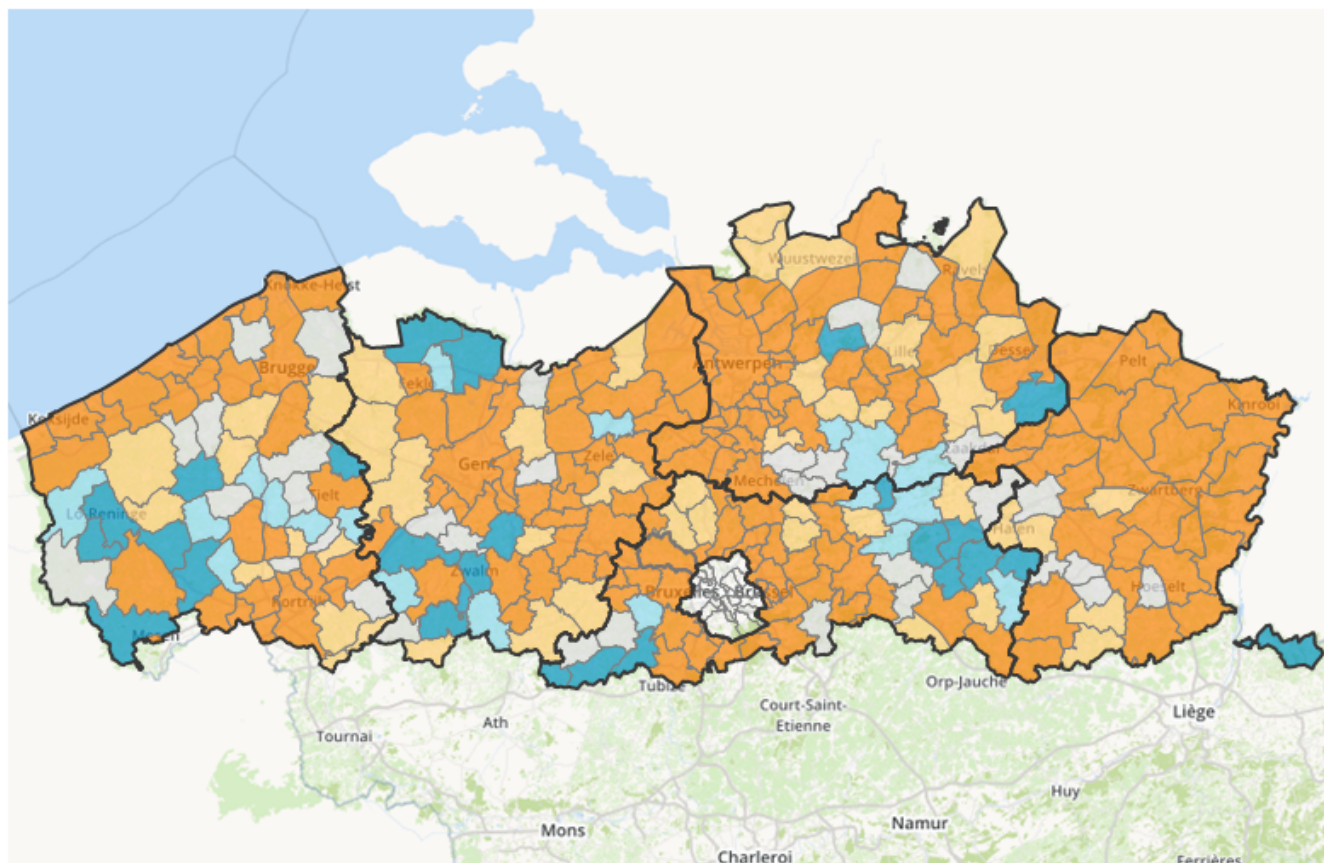 Wuustwezel
Ravels
Knokke-Heist
Brugge
Antwerpen
Lille
Dessel
Pelt
Eeklo
Kinrooi
Koksijde
Gent
Zele
Laakdal
Mechelen
Zwartberg
Tielt
Lo-Reninge
Halen
Zwalm
Bruxelles - Brussel
Hoeselt
Kortrijk
Mesen
Tubize
Orp-Jauche
Court-Saint-
Etienne
Liège
Ath
Tournai
Huy
Mons
Namur
Charleroi
Ferrières